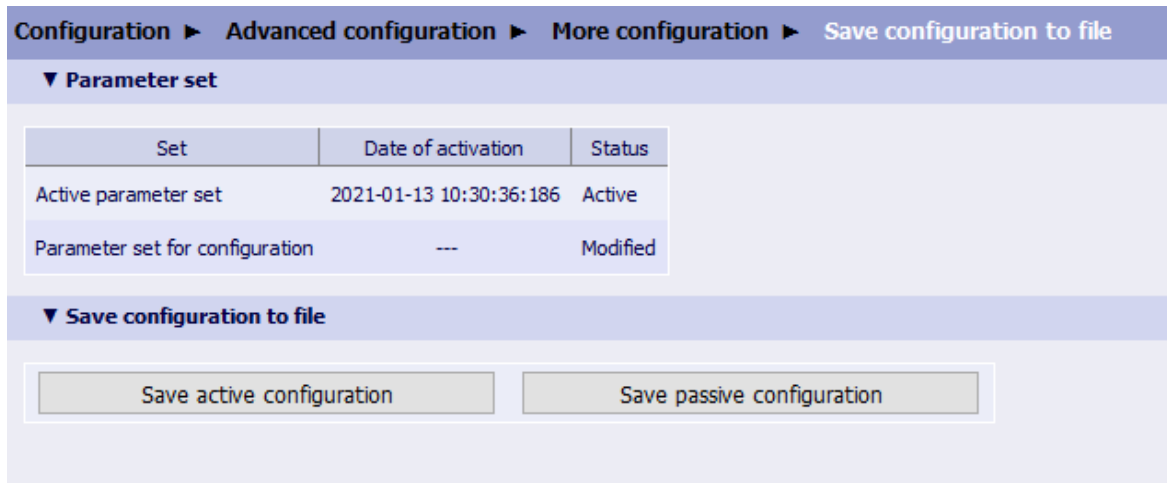 Configuration ► Advanced configuration ► More configuration ► Save configuration to file
▼ Parameter set
Set Date of activation Status
Active parameter set 2021-01-13 10:30:36:186 Active
Parameter set for configuration --- Modified
▼ Save configuration to file
Save active configuration Save passive configuration